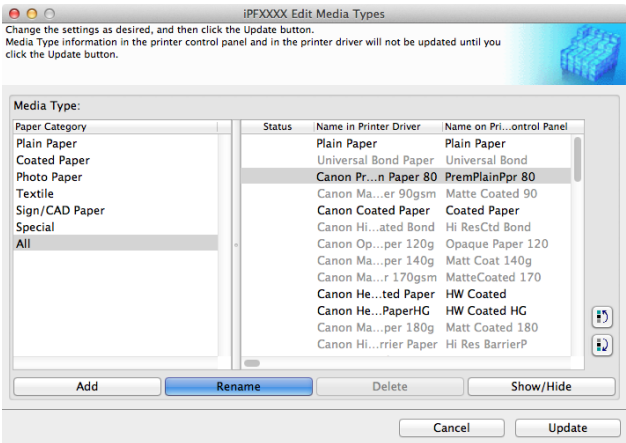 iPFXXXX Edit Media Types
Change the settings as desired, and then click the Update button.
Media Type information in the printer control panel and in the printer driver will not be updated until you
click the Update button.
Media Type:
Paper Category
Plain Paper
Coated Paper
Photo Paper
Textile
Sign/CAD Paper
Special
All
Status Name in Printer Driver Name on Pri...ontrol Panel
Plain Paper Plain Paper
Universal Bond Paper Universal Bond
Canon Pr...n Paper 80 PremPlainPpr 80
Canon Ma...er 90gsm Matte Coated 90
Canon Coated Paper Coated Paper
Canon Hi...ated Bond Hi ResCtd Bond
Canon Op...per 120g Opaque Paper 120
Canon Ma...per 140g Matt Coat 140g
Canon Ma...r 170gsm MatteCoated 170
Canon He...ted Paper HW Coated
Canon He...PaperHG HW Coated HG
Canon Ma...per 180g Matt Coated 180
Canon Hi...rrier Paper Hi Res BarrierP
Add Rename Delete Show/Hide
Cancel Update